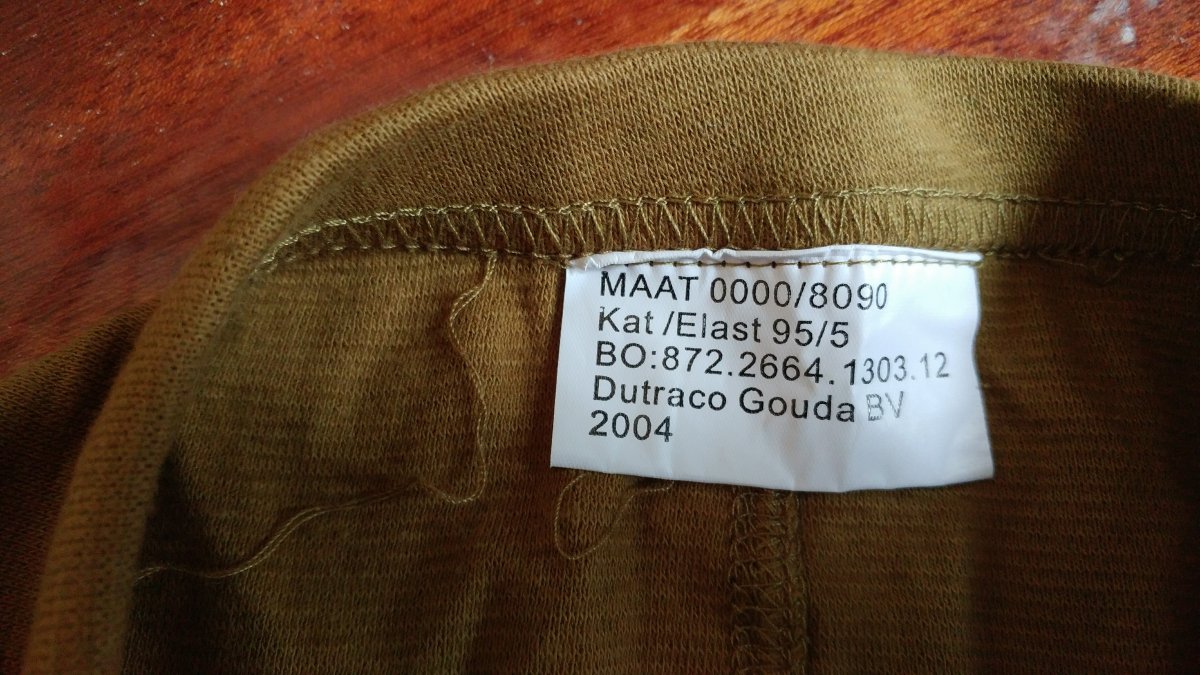 MAAT 0000/8090
Kat /Elast 95/5
BO:872.2664.1303.12
Dutraco Gouda BV
2004